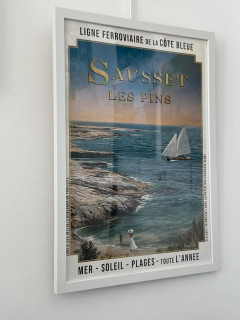 LIGNE FERROVIAIRE DE LA CÔTE BLEUE
SAUSSET
LES PINS
MER - SOLEIL - PLAGES - TOUTE L'ANNÉE